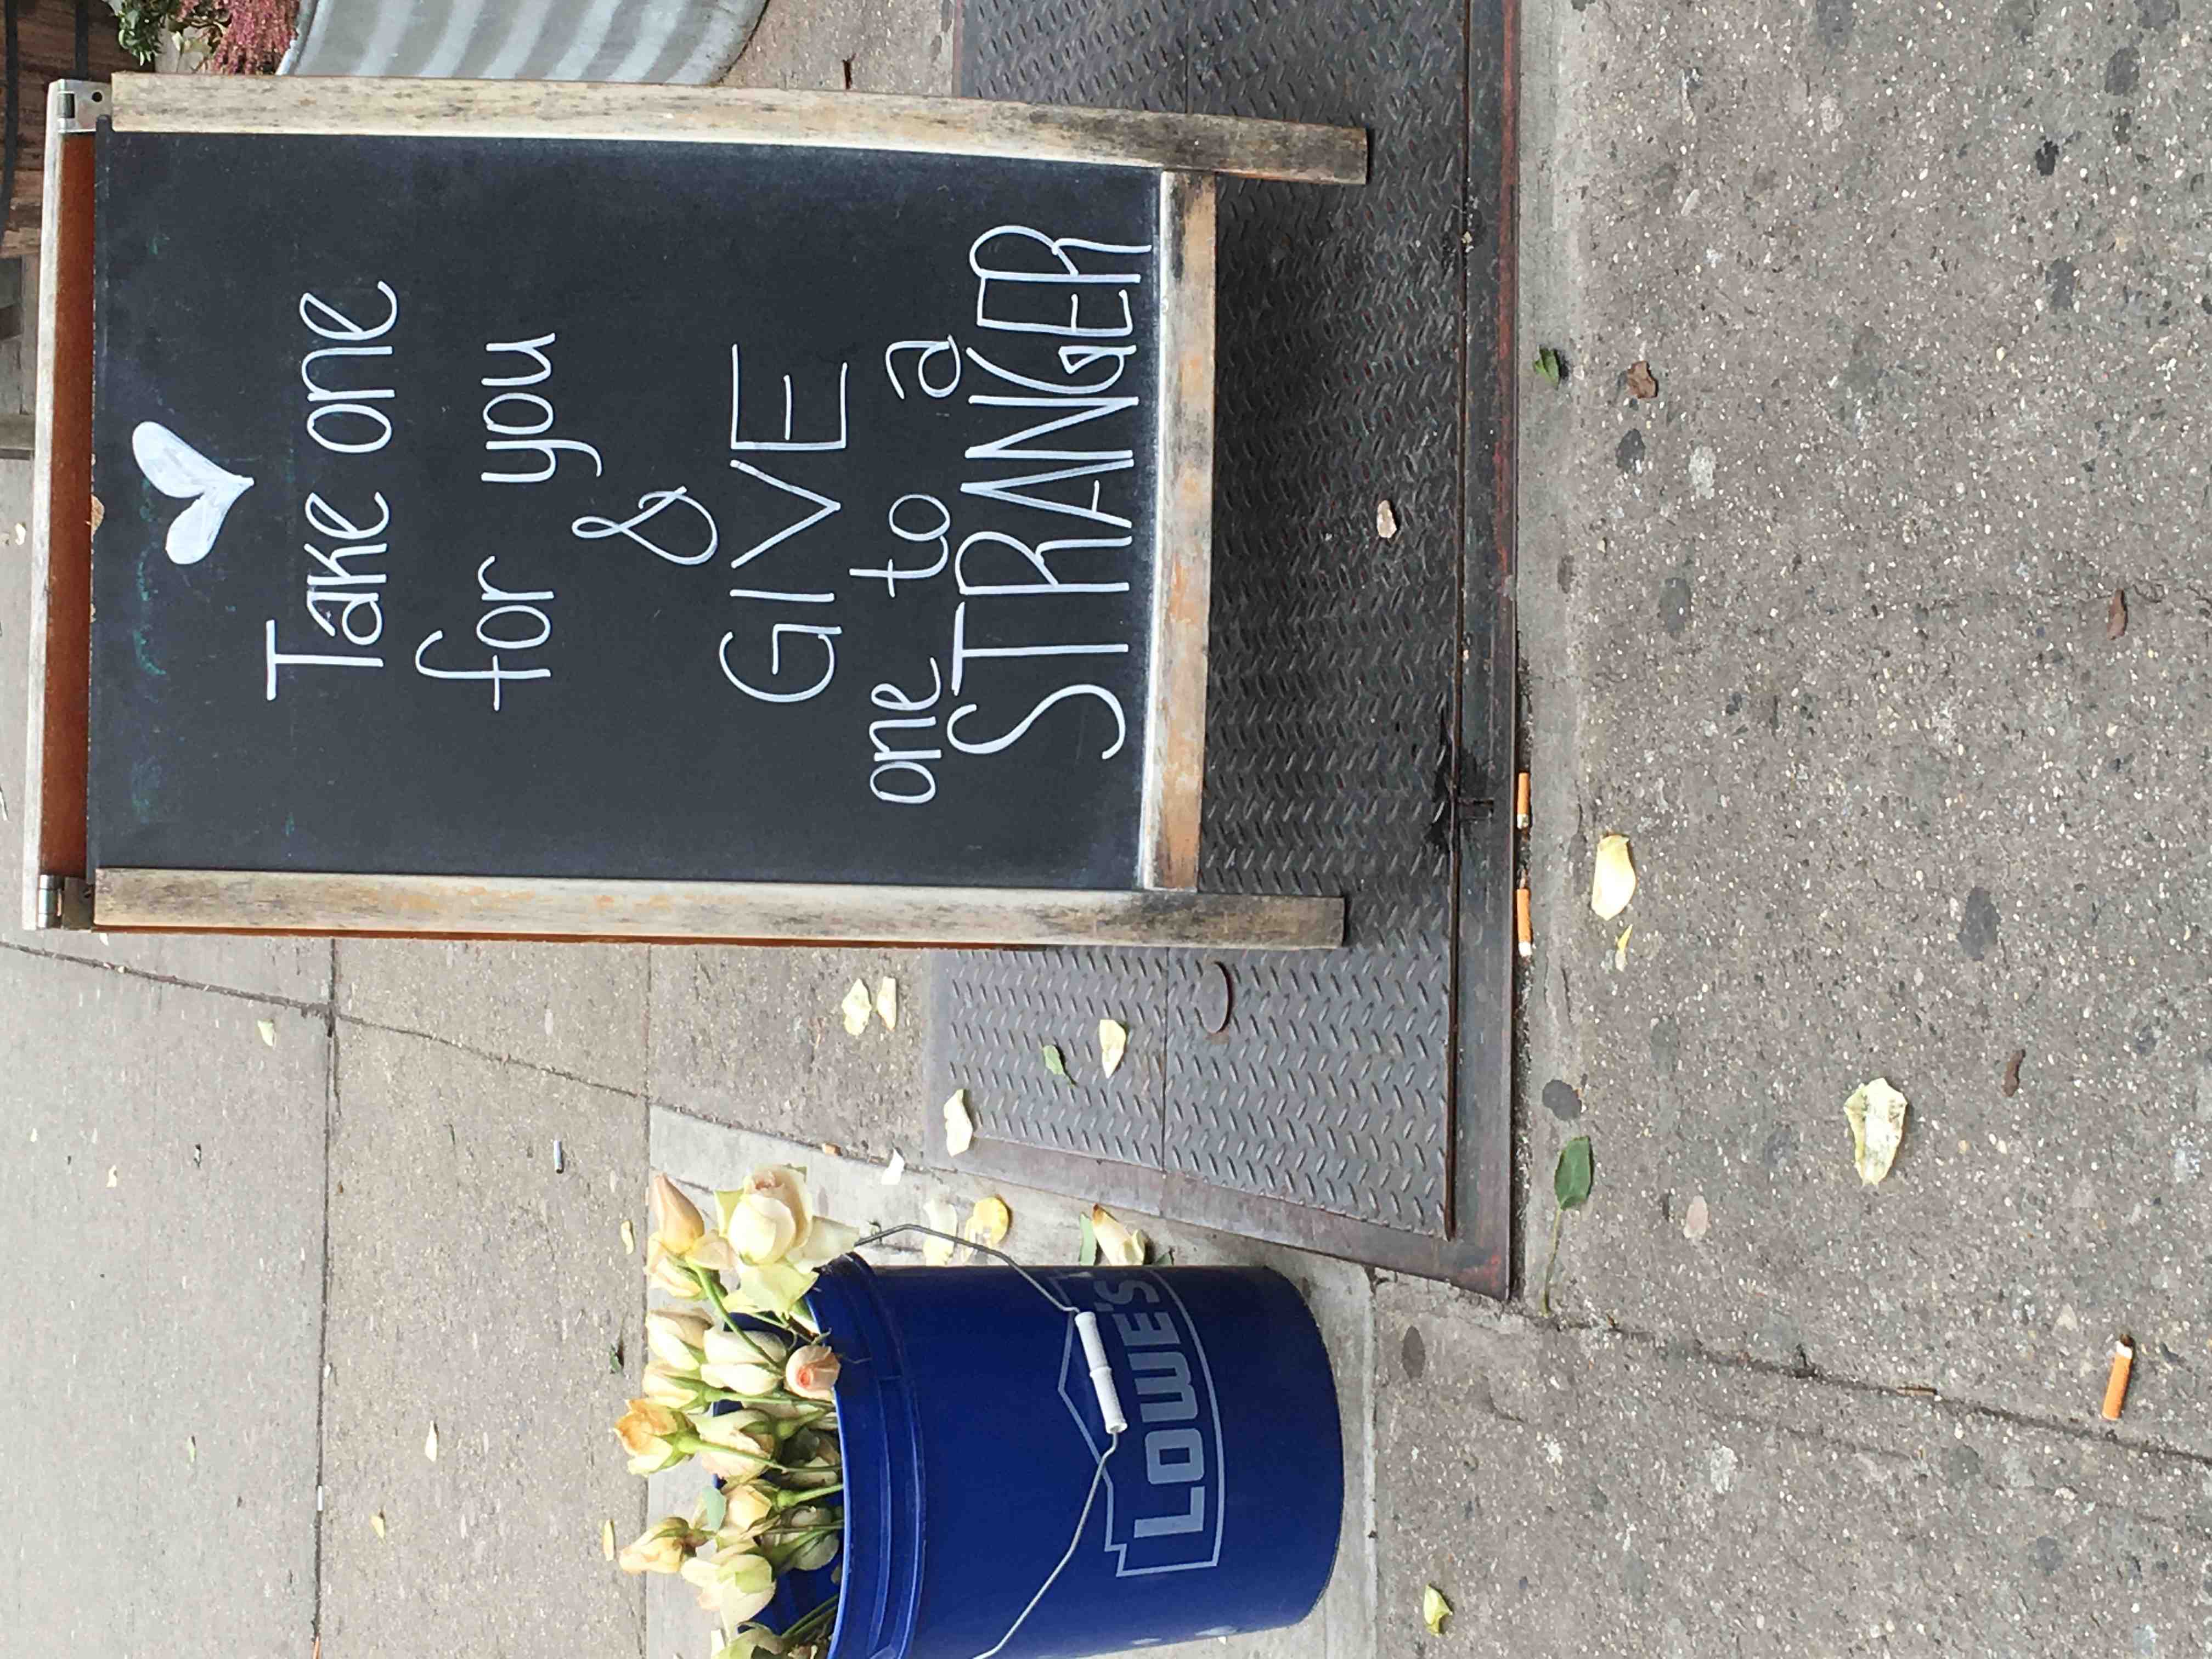 Take one
for you
&
GIVE
one to a
STRANGER
LOWE'S